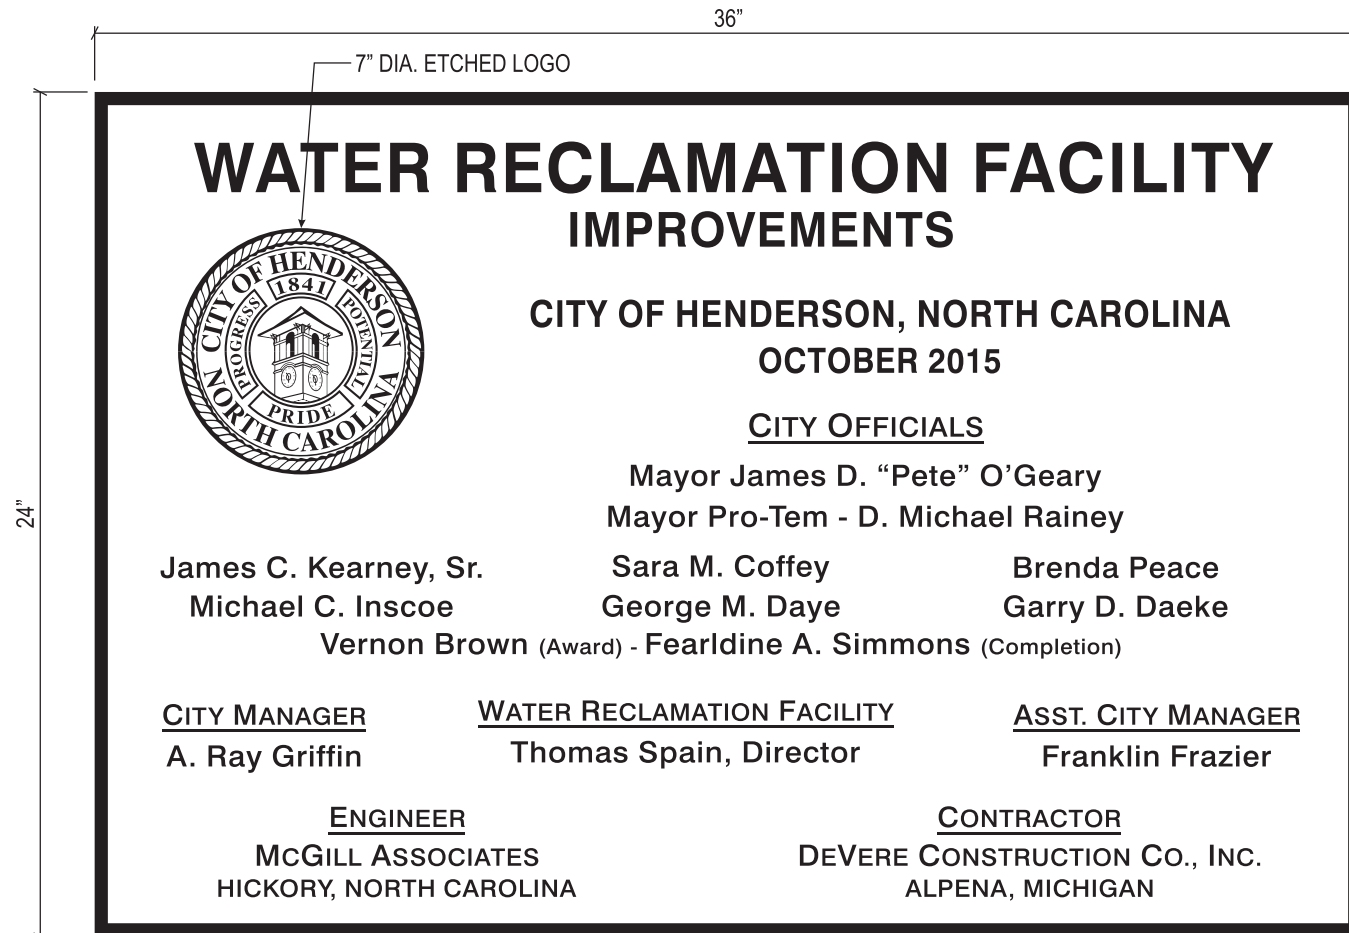 36”
7” DIA. ETCHED LOGO
WATER RECLAMATION FACILITY
IMPROVEMENTS
CITY OF HENDERSON
1841
PROGRESS
POTENTIAL
PRIDE
NORTH CAROLINA
CITY OF HENDERSON, NORTH CAROLINA
OCTOBER 2015
CITY OFFICIALS
Mayor James D. “Pete” O’Geary
Mayor Pro-Tem - D. Michael Rainey
24”
James C. Kearney, Sr. Sara M. Coffey Brenda Peace
Michael C. Inscoe George M. Daye Garry D. Daeke
Vernon Brown (Award) - Fearldine A. Simmons (Completion)
CITY MANAGER WATER RECLAMATION FACILITY ASST. CITY MANAGER
A. Ray Griffin Thomas Spain, Director Franklin Frazier
ENGINEER CONTRACTOR
MCGILL ASSOCIATES DEVERE CONSTRUCTION CO., INC.
HICKORY, NORTH CAROLINA ALPENA, MICHIGAN